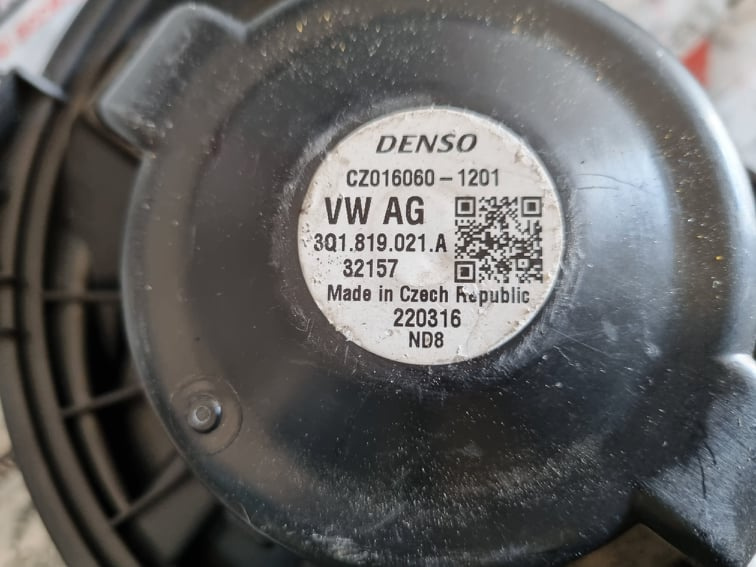 DENSO
CZ016060-1201
VW AG
3Q1.819.021.A
32157
Made in Czech Republic
220316
ND8